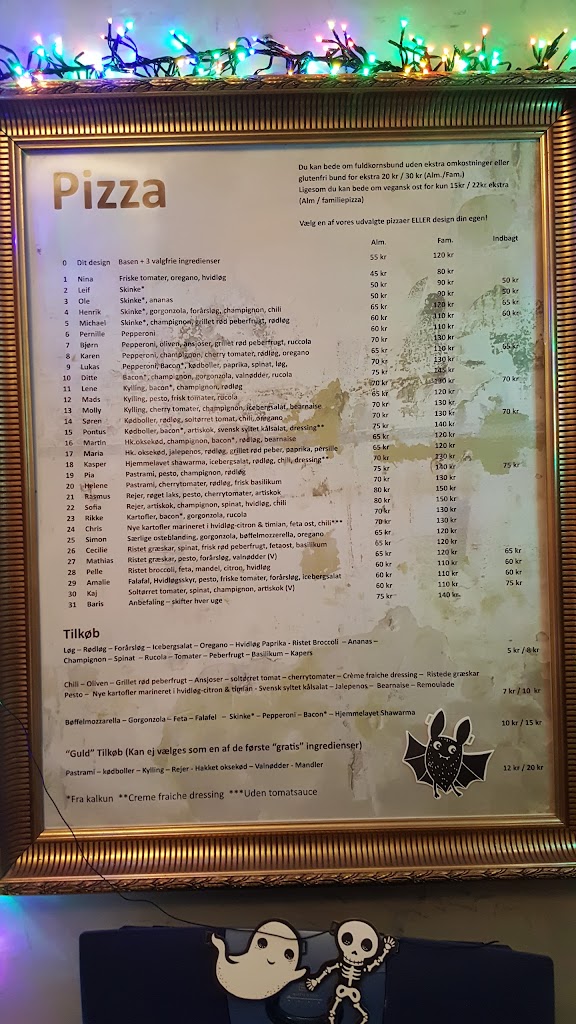 Pizza
Du kan bede om fuldkornsbund uden ekstra omkostninger eller
glutenfri bund for ekstra 20 kr / 30 kr (Alm./Fam.)
Ligesom du kan bede om vegansk ost for kun 15kr / 22kr ekstra
(Alm / familiepizza)
Vælg en af vores udvalgte pizzaer ELLER design din egen!
Alm. Fam. Indbagt
0 Dit design Basen + 3 valgfrie ingredienser 55 kr 120 kr
1 Nina Friske tomater, oregano, hvidløg 45 kr 80 kr
2 Leif Skinke* 50 kr 90 kr 50 kr
3 Ole Skinke*, ananas 50 kr 90 kr 50 kr
4 Henrik Skinke*, gorgonzola, forårsløg, champignon, chili 65 kr 120 kr 65 kr
5 Michael Skinke*, champignon, grillet rød peberfrugt, rødløg 60 kr 110 kr 60 kr
6 Pernille Pepperoni 60 kr 110 kr
7 Bjørn Pepperoni, oliven, ansjoser, grillet rød peberfrugt, ruccola 70 kr 130 kr
8 Karen Pepperoni, champignon, cherry tomater, rødløg, oregano 65 kr 110 kr 65 kr
9 Lukas Pepperoni, Bacon*, kødboller, paprika, spinat, løg, 70 kr 130 kr
10 Ditte Bacon*, champignon, gorgonzola, valnødder, rucola 75 kr 145 kr
11 Lene Kylling, bacon*, champignon, rødløg 70 kr 130 kr 70 kr
12 Mads Kylling, pesto, frisk tomater, rucola 65 kr 120 kr
13 Molly Kylling, cherry tomater, champignon, icebergsalat, bearnaise 70 kr 130 kr
14 Søren Kødboller, rødløg, soltørret tomat, chili, oregano 70 kr 130 kr 70 kr
15 Pontus Kødboller, bacon*, artiskok, svensk syltet kålsalat, dressing** 75 kr 140 kr
16 Martin Hk.oksekød, champignon, bacon*, rødløg, bearnaise 65 kr 120 kr
17 Maria Hk. oksekød, jalepenos, rødløg, grillet rød peber, paprika, persille 65 kr 120 kr
18 Kasper Hjemmelavet shawarma, icebergsalat, rødløg, chili, dressing** 70 kr 130 kr
19 Pia Pastrami, pesto, champignon, rødløg 75 kr 140 kr 75 kr
20 Helene Pastrami, cherrytomater, rødløg, frisk basilikum 70 kr 130 kr
21 Rasmus Rejer, røget laks, pesto, cherrytomater, artiskok 80 kr 150 kr
22 Sofia Rejer, artiskok, champignon, spinat, hvidløg, chili 80 kr 150 kr
23 Rikke Kartofler, bacon*, gorgonzola, rucola 70 kr 130 kr
24 Chris Nye kartofler marineret i hvidløg-citron & timian, feta ost, chili*** 70 kr 130 kr
25 Simon Særlige osteblanding, gorgonzola, bøffelmozzerella, oregano 75 kr 140 kr
26 Cecilie Ristet græskar, spinat, frisk rød peberfrugt, fetaost, basilikum 65 kr 120 kr
27 Mathias Ristet græskar, pesto, forårsløg, valnødder (V) 65 kr 120 kr 65 kr
28 Pelle Ristet broccoli, feta, mandel, citron, hvidløg 60 kr 110 kr 60 kr
29 Amalie Falafal, Hvidløgsskyr, pesto, friske tomater, forårsløg, icebergsalat 60 kr 110 kr 60 kr
30 Kaj Soltørret tomater, spinat, champignon, artiskok (V) 60 kr 110 kr 75 kr
31 Baris Anbefaling – skifter hver uge 75 kr 140 kr
Tilkøb
Løg – Rødløg – Forårsløg – Icebergsalat – Oregano – Hvidløg Paprika - Ristet Broccoli – Ananas –
Champignon – Spinat – Rucola – Tomater – Peberfrugt – Basilikum – Kapers 5 kr / 8 kr
Chili – Oliven – Grillet rød peberfrugt – Ansjoser – soltørret tomat – cherrytomater – Crème fraiche dressing – Ristede græskar
Pesto – Nye kartofler marineret i hvidløg-citron & timian - Svensk syltet kålsalat – Jalepenos – Bearnaise – Remoulade 7 kr / 10 kr
Bøffelmozzarella – Gorgonzola – Feta – Falafel – Skinke* – Pepperoni – Bacon* – Hjemmelayet Shawarma 10 kr / 15 kr
"Guld" Tilkøb (Kan ej vælges som en af de første "gratis" ingredienser)
Pastrami – kødboller – Kylling – Rejer - Hakket oksekød – Valnødder - Mandler 12 kr / 20 kr
*Fra kalkun **Creme fraiche dressing ***Uden tomatsauce